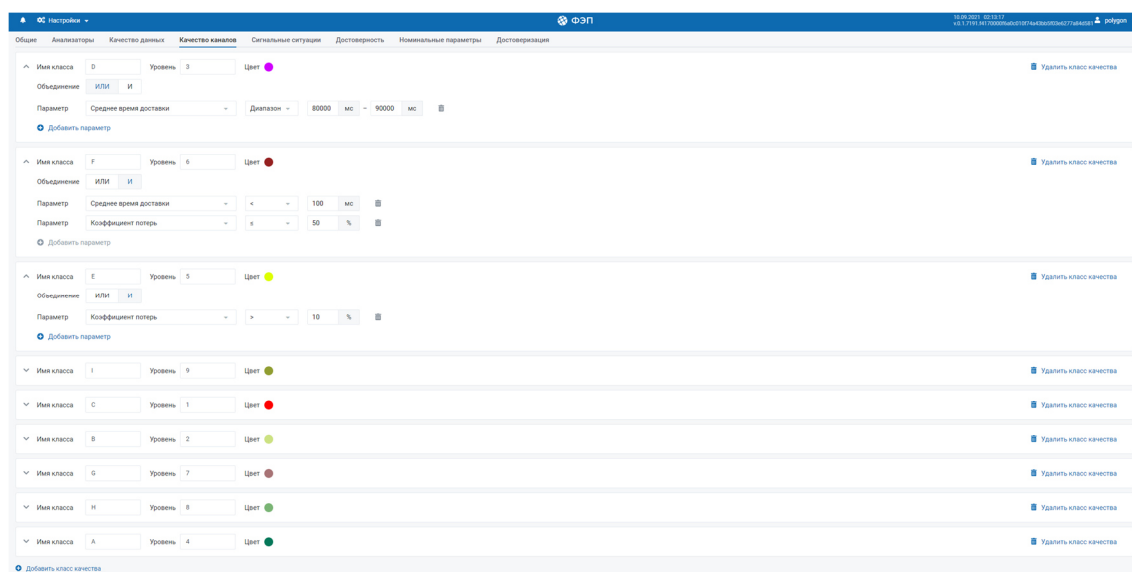 Настройки ФЭП 10.09.2021 02:13:17 polygon
Общие Анализаторы Качество данных Качество каналов Сигнальные ситуации Достоверность Номинальные параметры Достоверизация
Имя класса D Уровень 3 Цвет Удалить класс качества
Объединение ИЛИ И
Параметр Среднее время доставки Диапазон 80000 мс – 90000 мс
Добавить параметр
Имя класса F Уровень 6 Цвет Удалить класс качества
Объединение ИЛИ И
Параметр Среднее время доставки < 100 мс
Параметр Коэффициент потерь ≤ 50 %
Добавить параметр
Имя класса E Уровень 5 Цвет Удалить класс качества
Объединение ИЛИ И
Параметр Коэффициент потерь > 10 %
Добавить параметр
Имя класса I Уровень 9 Цвет Удалить класс качества
Имя класса C Уровень 1 Цвет Удалить класс качества
Имя класса B Уровень 2 Цвет Удалить класс качества
Имя класса G Уровень 7 Цвет Удалить класс качества
Имя класса H Уровень 8 Цвет Удалить класс качества
Имя класса A Уровень 4 Цвет Удалить класс качества
Добавить класс качества